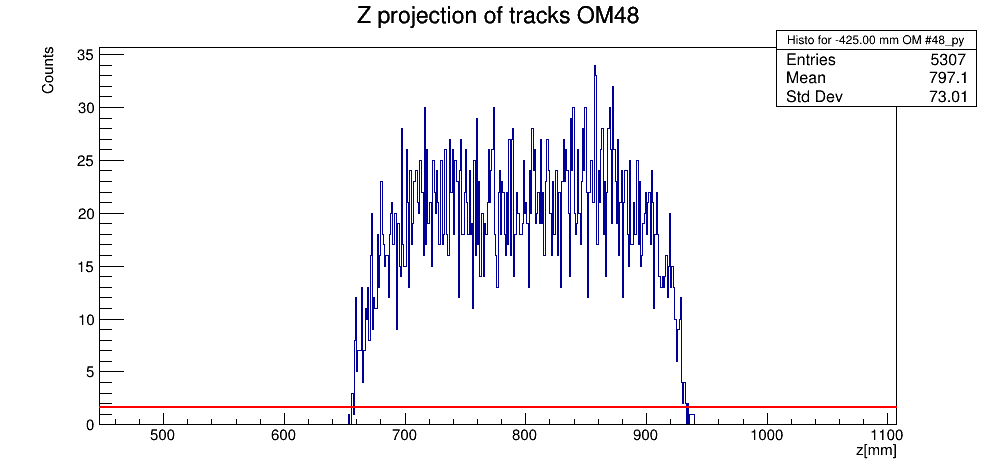 Z projection of tracks OM48
Histo for -425.00 mm OM #48_py
Entries 5307
Mean 797.1
Std Dev 73.01
Counts
35
30
25
20
15
10
5
0
500 600 700 800 900 1000 1100
z[mm]